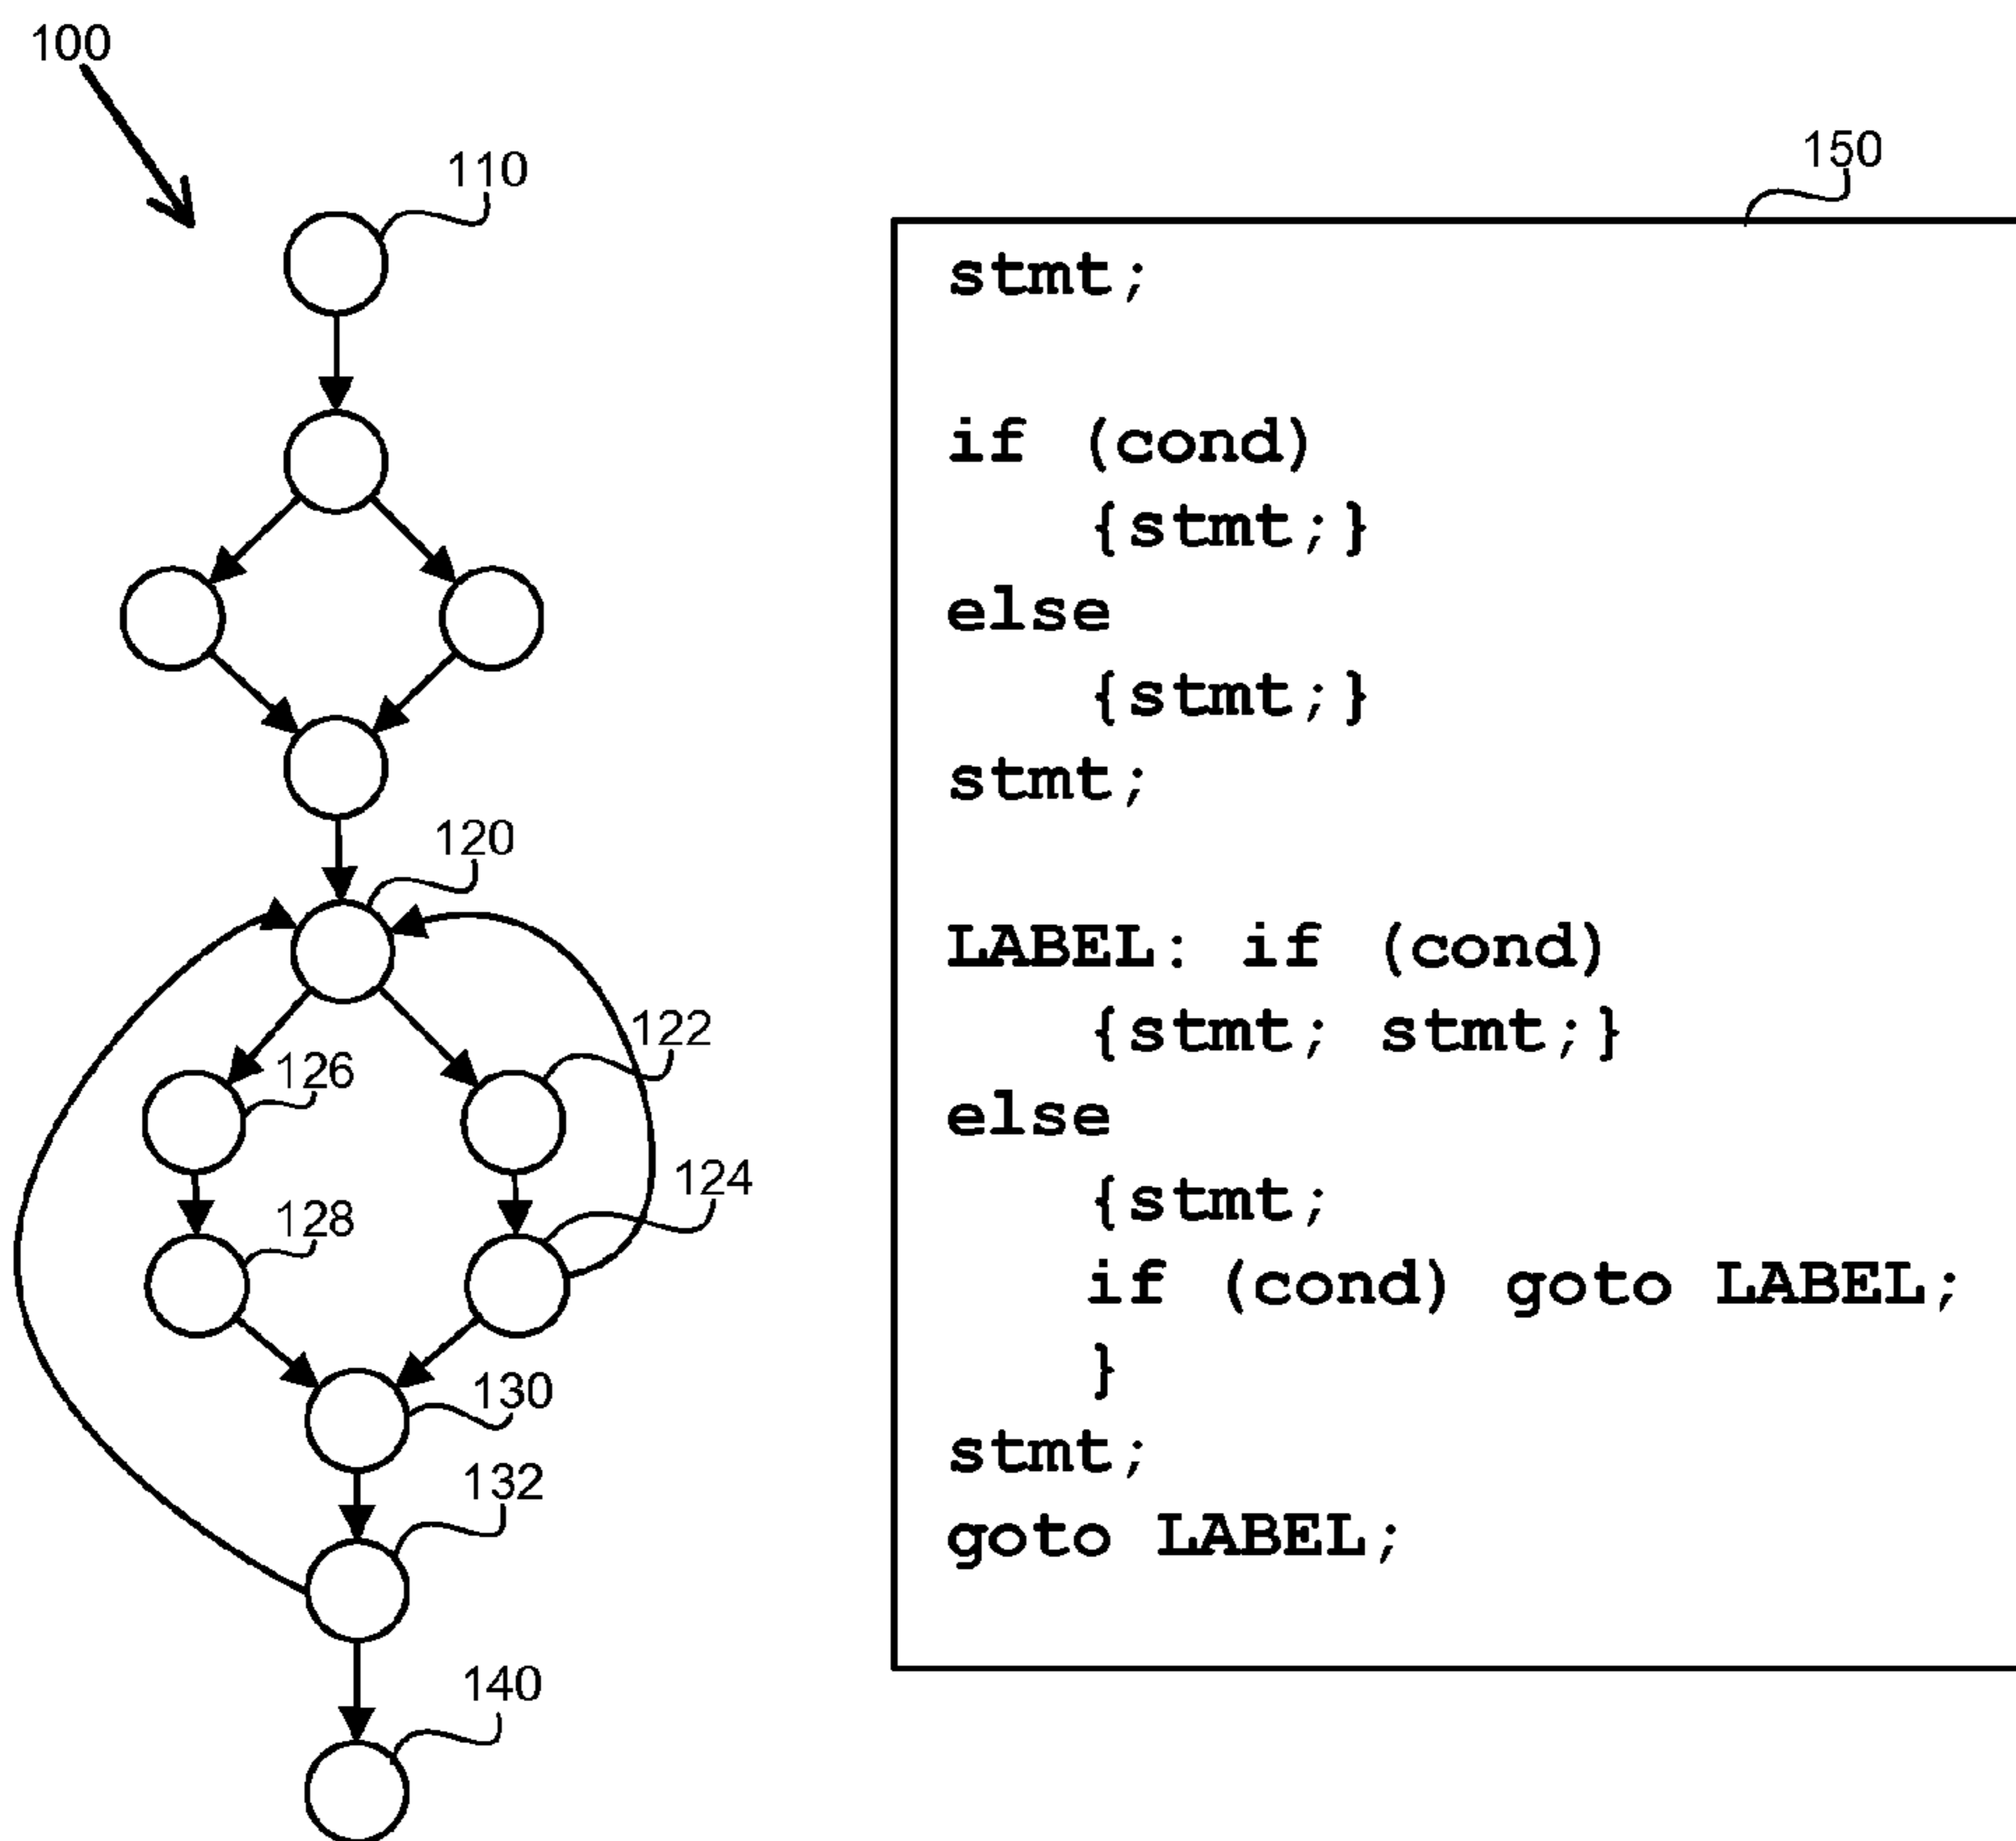 100
110
120
122
126
124
128
130
132
140
150
stmt;
if (cond)
{stmt;}
else
{stmt;}
stmt;
LABEL: if (cond)
{stmt; stmt;}
else
{stmt;
if (cond) goto LABEL;
}
stmt;
goto LABEL;